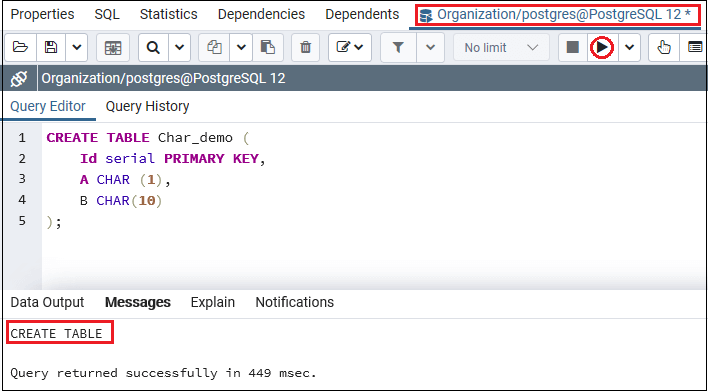 Properties SQL Statistics Dependencies Dependents Organization/postgres@PostgreSQL 12 *
No limit
Organization/postgres@PostgreSQL 12
Query Editor Query History
1 CREATE TABLE Char_demo (
2 Id serial PRIMARY KEY,
3 A CHAR (1),
4 B CHAR(10)
5 );
Data Output Messages Explain Notifications
CREATE TABLE
Query returned successfully in 449 msec.